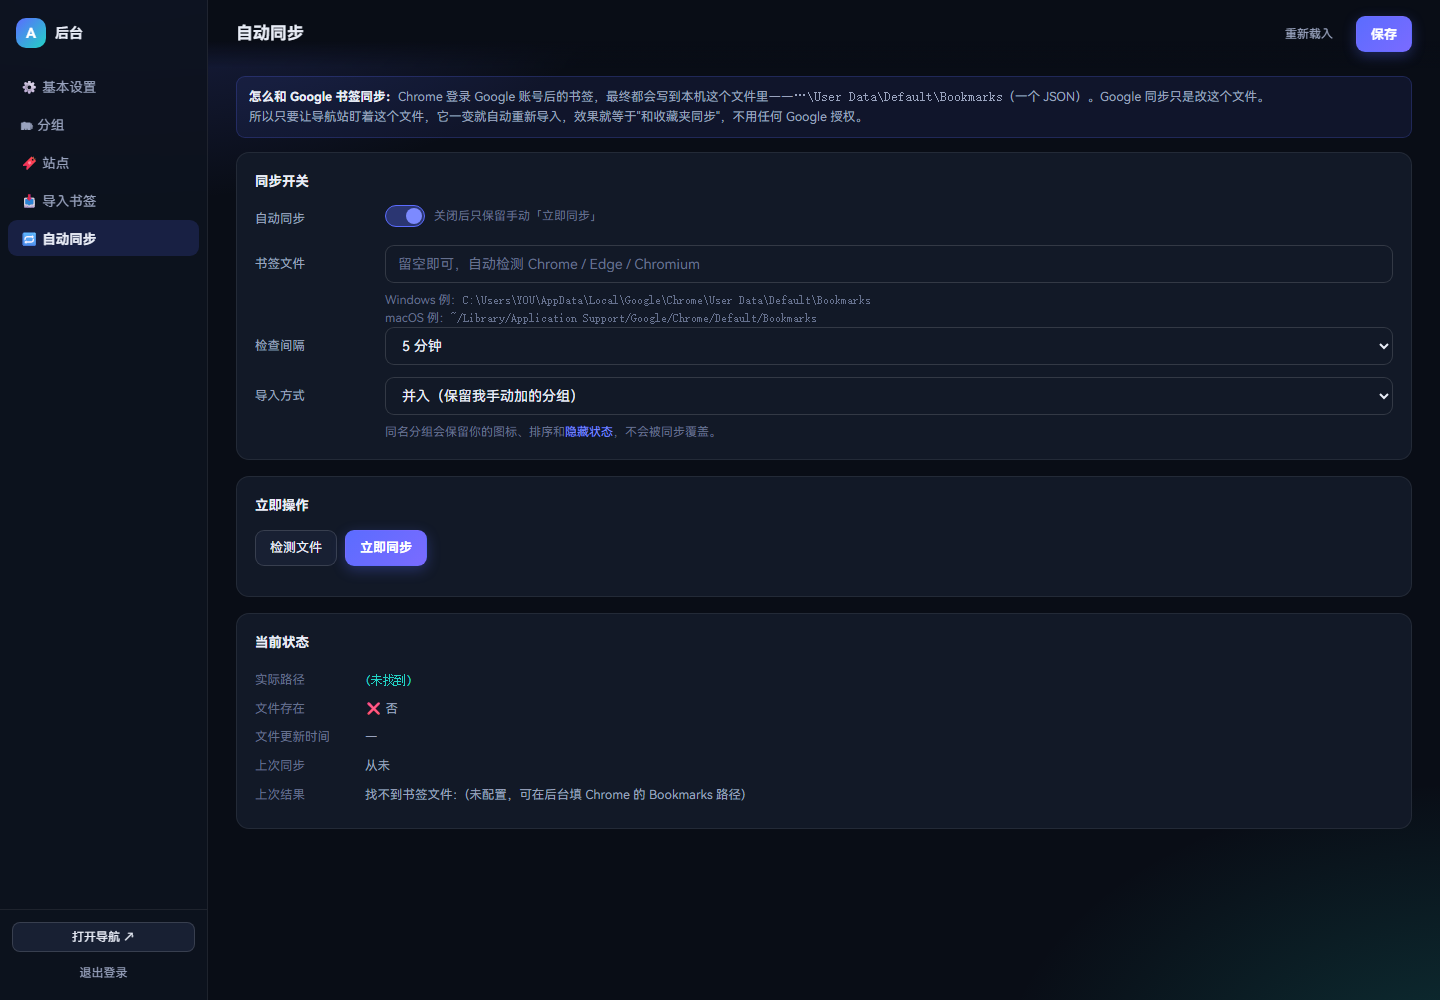 A 后台
基本设置
分组
站点
导入书签
自动同步
打开导航 ↗
退出登录
自动同步
重新载入
保存
怎么和 Google 书签同步：Chrome 登录 Google 账号后的书签，最终都会写到本机这个文件里——…\User Data\Default\Bookmarks（一个 JSON）。Google 同步只是改这个文件。
所以只要让导航站盯着这个文件，它一变就自动重新导入，效果就等于"和收藏夹同步"，不用任何 Google 授权。
同步开关
自动同步
关闭后只保留手动「立即同步」
书签文件
留空即可，自动检测 Chrome / Edge / Chromium
Windows 例：C:\Users\YOU\AppData\Local\Google\Chrome\User Data\Default\Bookmarks
macOS 例：~/Library/Application Support/Google/Chrome/Default/Bookmarks
检查间隔
5 分钟
导入方式
并入（保留我手动加的分组）
同名分组会保留你的图标、排序和隐藏状态，不会被同步覆盖。
立即操作
检测文件
立即同步
当前状态
实际路径
(未找到)
文件存在
❌ 否
文件更新时间
—
上次同步
从未
上次结果
找不到书签文件：(未配置，可在后台填 Chrome 的 Bookmarks 路径)